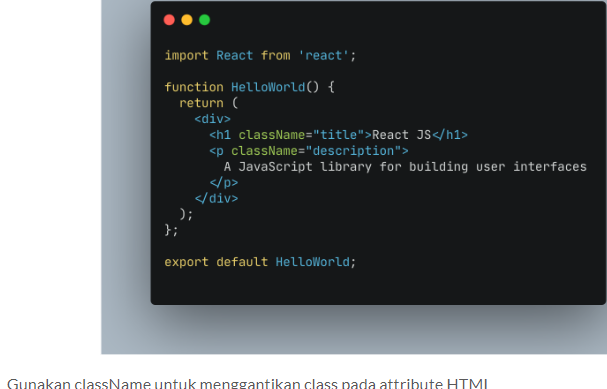 import React from 'react';
function HelloWorld() {
return (
<div>
<h1 className="title">React JS</h1>
<p className="description">
A JavaScript library for building user interfaces
</p>
</div>
);
};
export default HelloWorld;
Gunakan className untuk menggantikan class pada attribute HTML